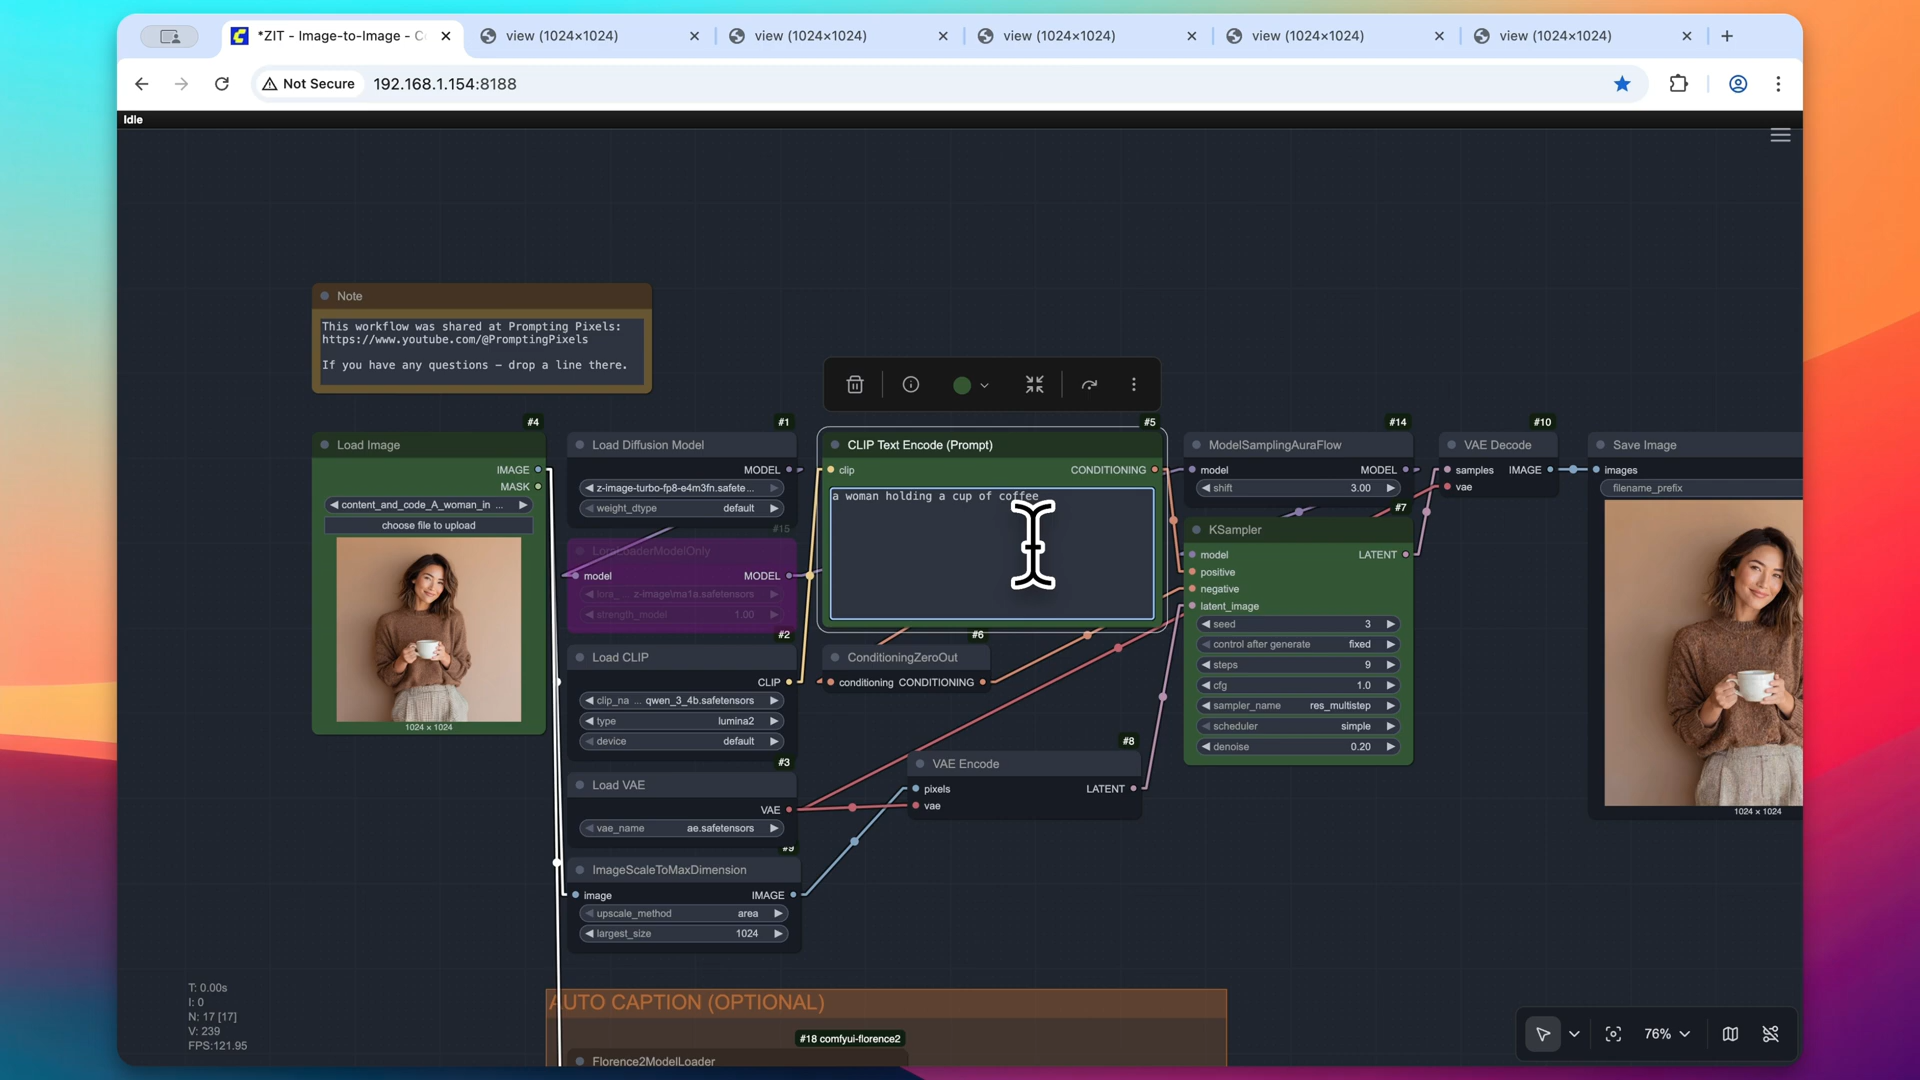 *ZIT - Image-to-Image - C
view (1024×1024)
view (1024×1024)
view (1024×1024)
view (1024×1024)
view (1024×1024)
Not Secure
192.168.1.154:8188
Idle
Note
This workflow was shared at Prompting Pixels:
https://www.youtube.com/@PromptingPixels
If you have any questions – drop a line there.
#4
Load Image
IMAGE
MASK
content_and_code_A_woman_in ...
choose file to upload
1024 × 1024
#1
Load Diffusion Model
MODEL
z-image-turbo-fp8-e4m3fn.safete...
weight_dtype default
#15
LoraLoaderModelOnly
model MODEL
lora_ ... z-image\ma1a.safetensors
strength_model 1.00
#2
Load CLIP
CLIP
clip_na ... qwen_3_4b.safetensors
type lumina2
device default
#3
Load VAE
VAE
vae_name ae.safetensors
#9
ImageScaleToMaxDimension
image IMAGE
upscale_method area
largest_size 1024
#5
CLIP Text Encode (Prompt)
clip CONDITIONING
a woman holding a cup of coffee
#6
ConditioningZeroOut
conditioning CONDITIONING
#8
VAE Encode
pixels LATENT
vae
#14
ModelSamplingAuraFlow
model MODEL
shift 3.00
#7
KSampler
model LATENT
positive
negative
latent_image
seed 3
control after generate fixed
steps 9
cfg 1.0
sampler_name res_multistep
scheduler simple
denoise 0.20
#10
VAE Decode
samples IMAGE
vae
Save Image
images
filename_prefix
1024 × 1024
AUTO CAPTION (OPTIONAL)
#18 comfyui-florence2
Florence2ModelLoader
T: 0.00s
I: 0
N: 17 [17]
V: 239
FPS:121.95
76%